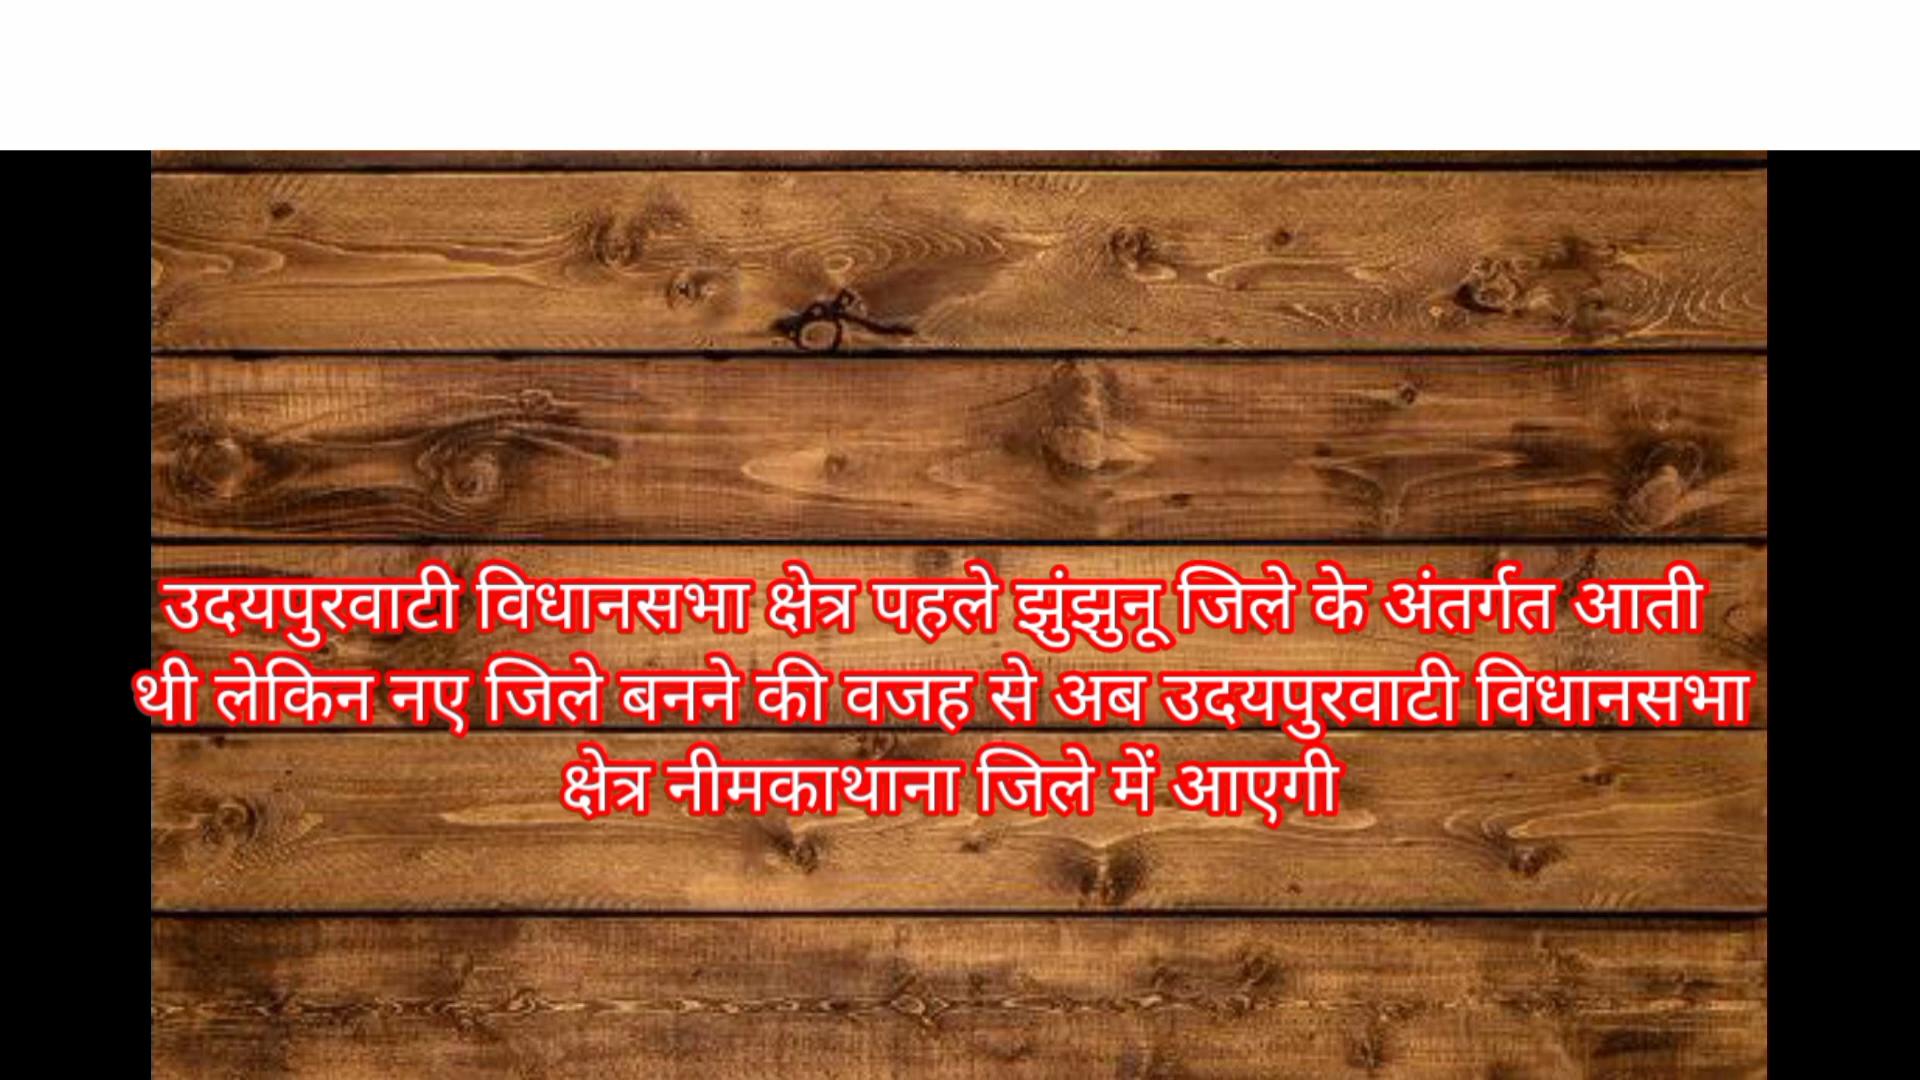 उदयपुरवाटी विधानसभा क्षेत्र पहले झुंझुनू जिले के अंतर्गत आती
थी लेकिन नए जिले बनने की वजह से अब उदयपुरवाटी विधानसभा
क्षेत्र नीमकाथाना जिले में आएगी